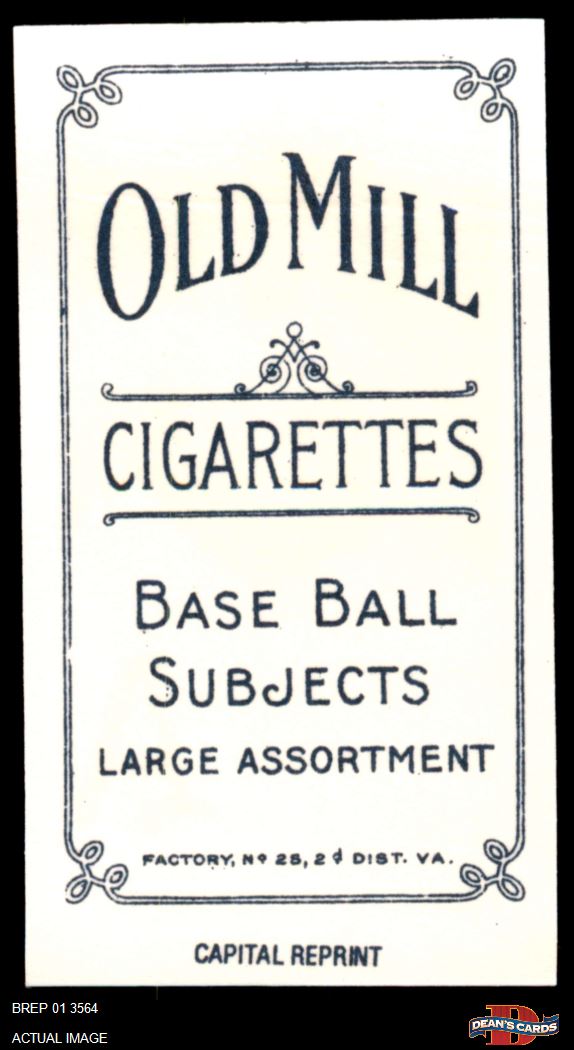 OLD MILL
CIGARETTES
BASE BALL
SUBJECTS
LARGE ASSORTMENT
FACTORY, Nº 25, 2d DIST. VA.
CAPITAL REPRINT
BREP 01 3564
ACTUAL IMAGE
D
DEAN'S CARDS